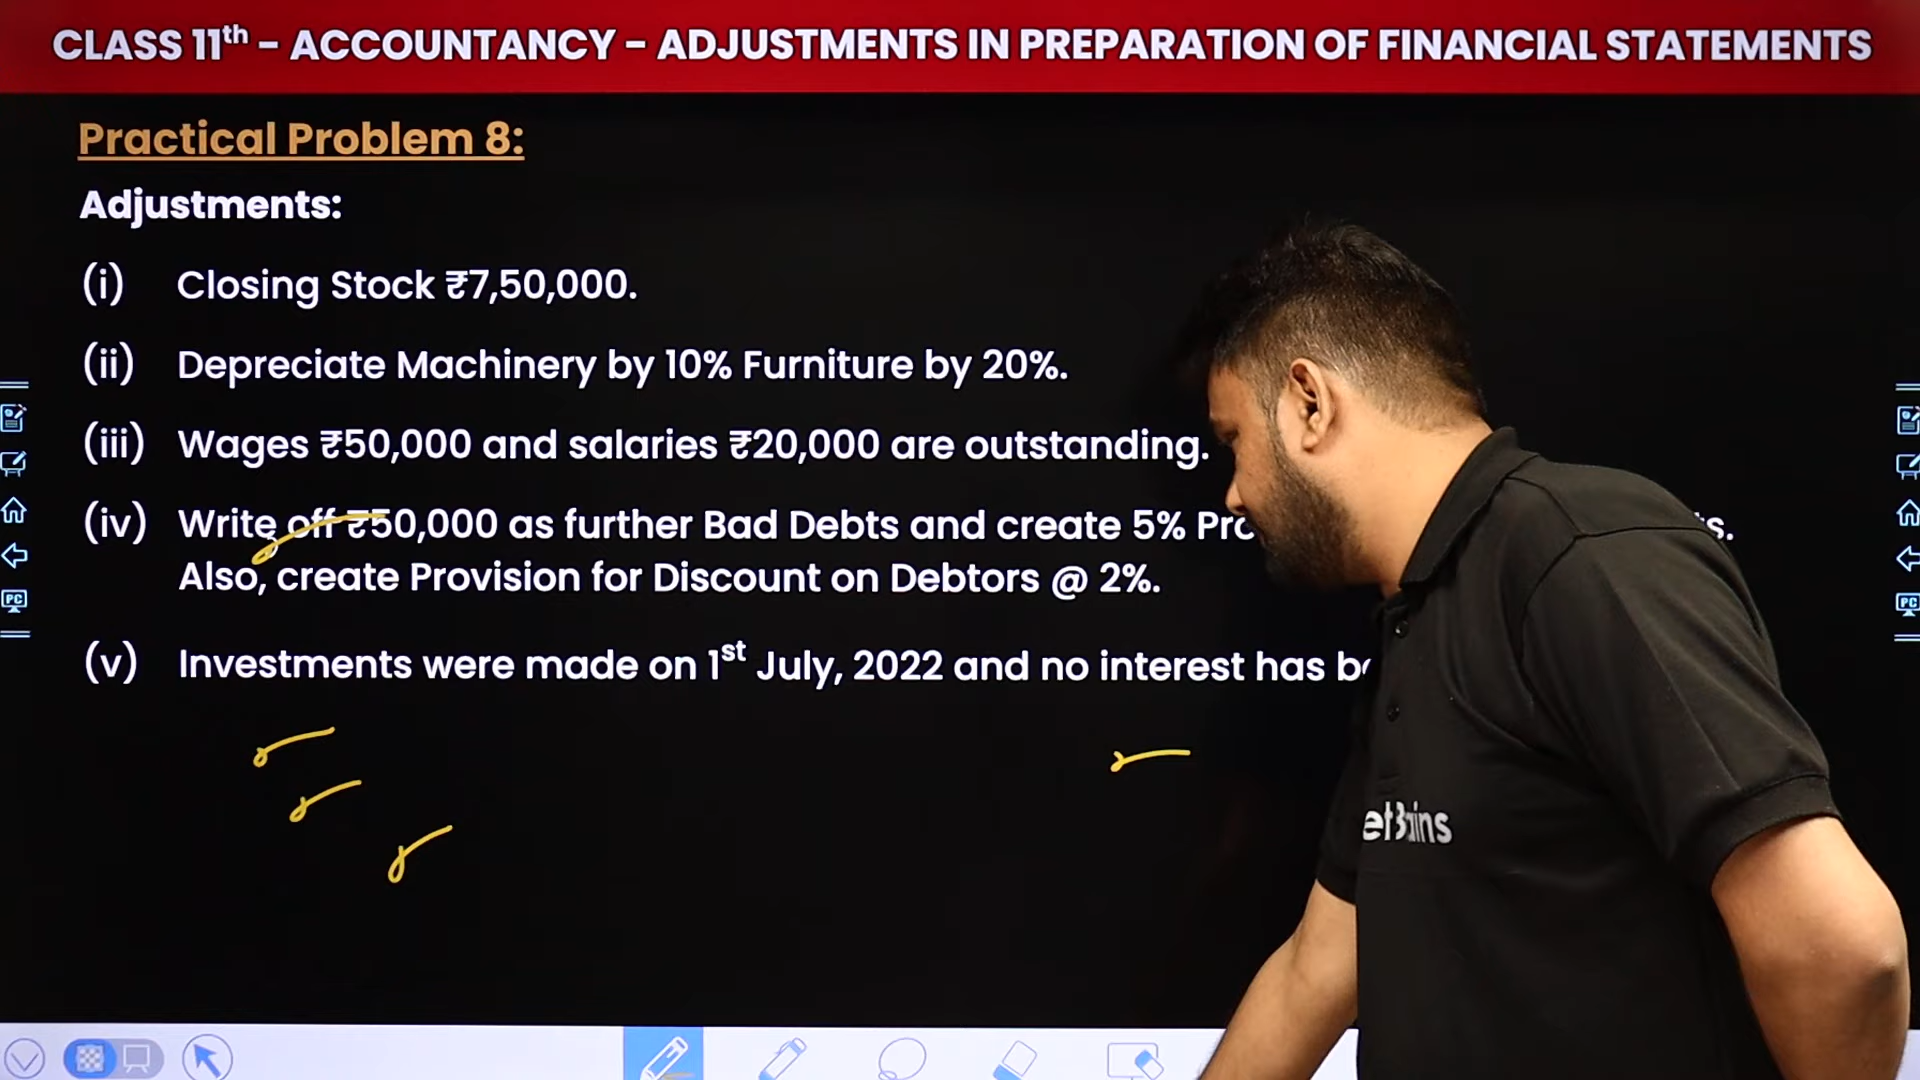 CLASS 11th – ACCOUNTANCY – ADJUSTMENTS IN PREPARATION OF FINANCIAL STATEMENTS
Practical Problem 8:
Adjustments:
(i) Closing Stock ₹7,50,000.
(ii) Depreciate Machinery by 10% Furniture by 20%.
(iii) Wages ₹50,000 and salaries ₹20,000 are outstanding.
(iv) Write off ₹50,000 as further Bad Debts and create 5%
Also, create Provision for Discount on Debtors @ 2%.
(v) Investments were made on 1st July, 2022 and no interest has
PC
PC